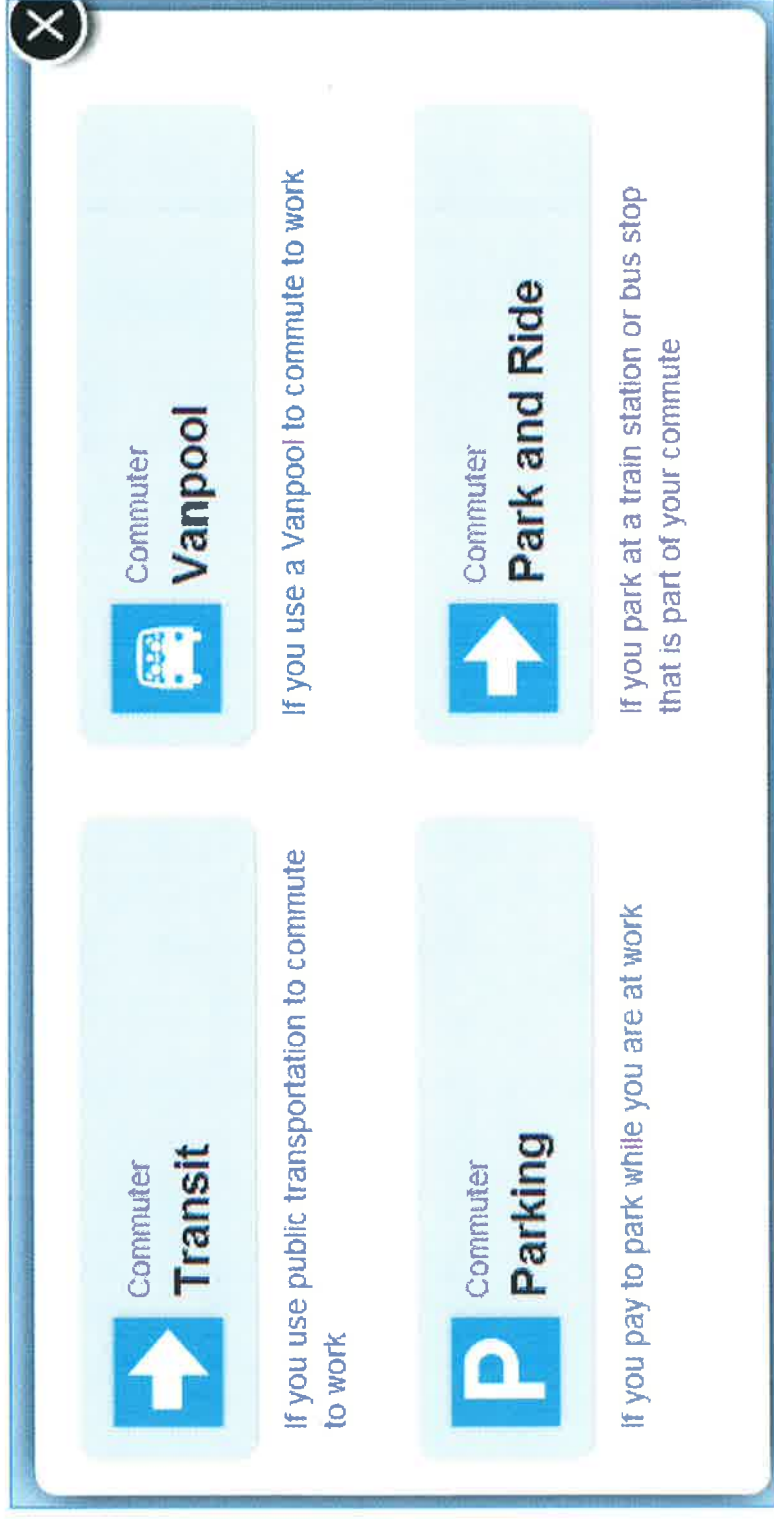 Commuter
Transit
If you use public transportation to commute
to work
Commuter
Vanpool
If you use a Vanpool to commute to work
Commuter
P
Parking
If you pay to park while you are at work
Commuter
Park and Ride
If you park at a train station or bus stop
that is part of your commute